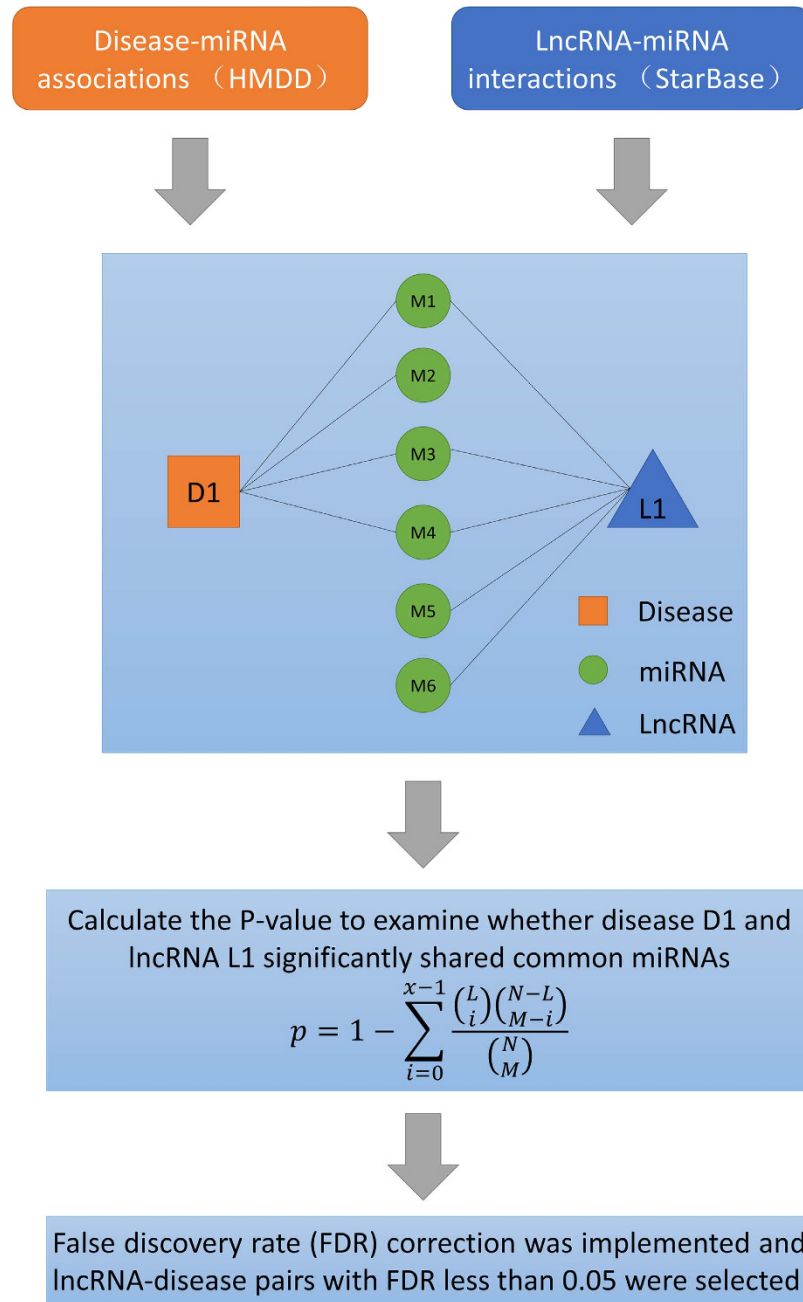 Disease-miRNA
associations （HMDD）
LncRNA-miRNA
interactions （StarBase）
M1
M2
M3
D1
M4
L1
M5
M6
Disease
miRNA
LncRNA
Calculate the P-value to examine whether disease D1 and
lncRNA L1 significantly shared common miRNAs
p = 1 − ∑_{i=0}^{x−1} \frac{\binom{L}{i}\binom{N−L}{M−i}}{\binom{N}{M}}
False discovery rate (FDR) correction was implemented and
lncRNA-disease pairs with FDR less than 0.05 were selected